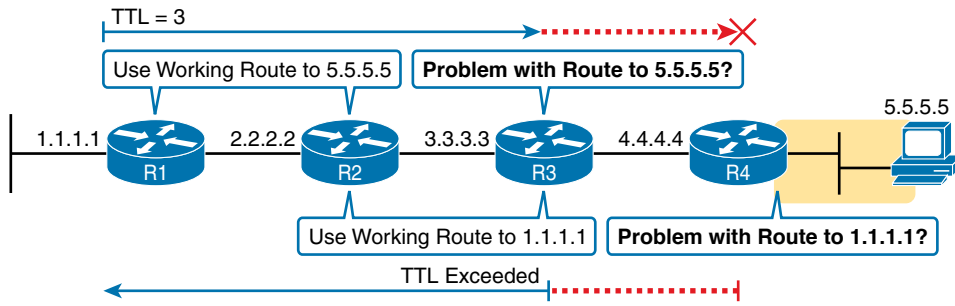 TTL = 3
Use Working Route to 5.5.5.5
Problem with Route to 5.5.5.5?
5.5.5.5
1.1.1.1
2.2.2.2
3.3.3.3
4.4.4.4
R1
R2
R3
R4
Use Working Route to 1.1.1.1
Problem with Route to 1.1.1.1?
TTL Exceeded